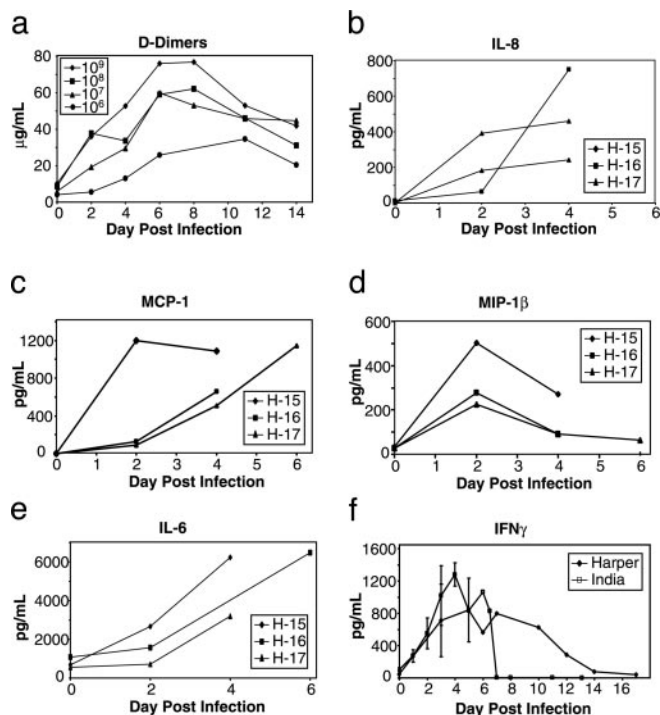 a
D-Dimers
80
60
40
20
0
μg/mL
10⁹
10⁸
10⁷
10⁶
0 2 4 6 8 10 12 14
Day Post Infection
b
IL-8
800
600
400
200
0
pg/mL
H-15
H-16
H-17
0 1 2 3 4 5 6
Day Post Infection
c
MCP-1
1200
800
400
0
pg/mL
H-15
H-16
H-17
0 1 2 3 4 5 6
Day Post Infection
d
MIP-1β
600
400
200
0
pg/mL
H-15
H-16
H-17
0 1 2 3 4 5 6
Day Post Infection
e
IL-6
6000
4000
2000
0
pg/mL
H-15
H-16
H-17
0 2 4 6
Day Post Infection
f
IFNγ
1600
1200
800
400
0
pg/mL
Harper
India
0 2 4 6 8 10 12 14 16
Day Post Infection